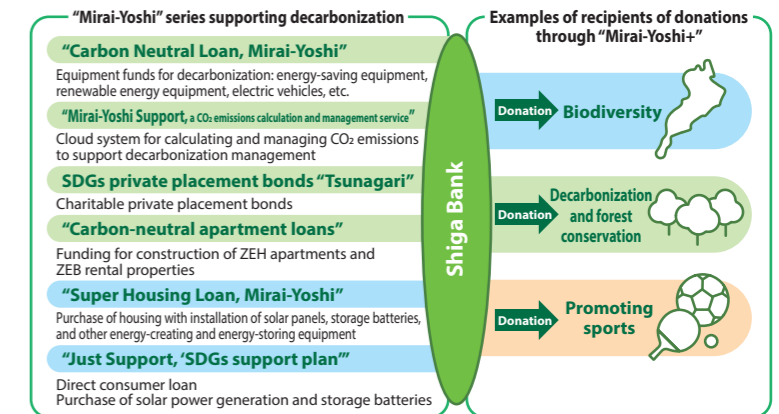 “Mirai-Yoshi” series supporting decarbonization
“Carbon Neutral Loan, Mirai-Yoshi”
Equipment funds for decarbonization: energy-saving equipment,
renewable energy equipment, electric vehicles, etc.
“Mirai-Yoshi Support, a CO₂ emissions calculation and management service”
Cloud system for calculating and managing CO₂ emissions
to support decarbonization management
SDGs private placement bonds “Tsunagari”
Charitable private placement bonds
“Carbon-neutral apartment loans”
Funding for construction of ZEH apartments and
ZEB rental properties
“Super Housing Loan, Mirai-Yoshi”
Purchase of housing with installation of solar panels, storage batteries,
and other energy-creating and energy-storing equipment
“Just Support, ‘SDGs support plan’”
Direct consumer loan
Purchase of solar power generation and storage batteries
Shiga Bank
Examples of recipients of donations
through “Mirai-Yoshi+”
Donation Biodiversity
Donation Decarbonization
and forest
conservation
Donation Promoting
sports